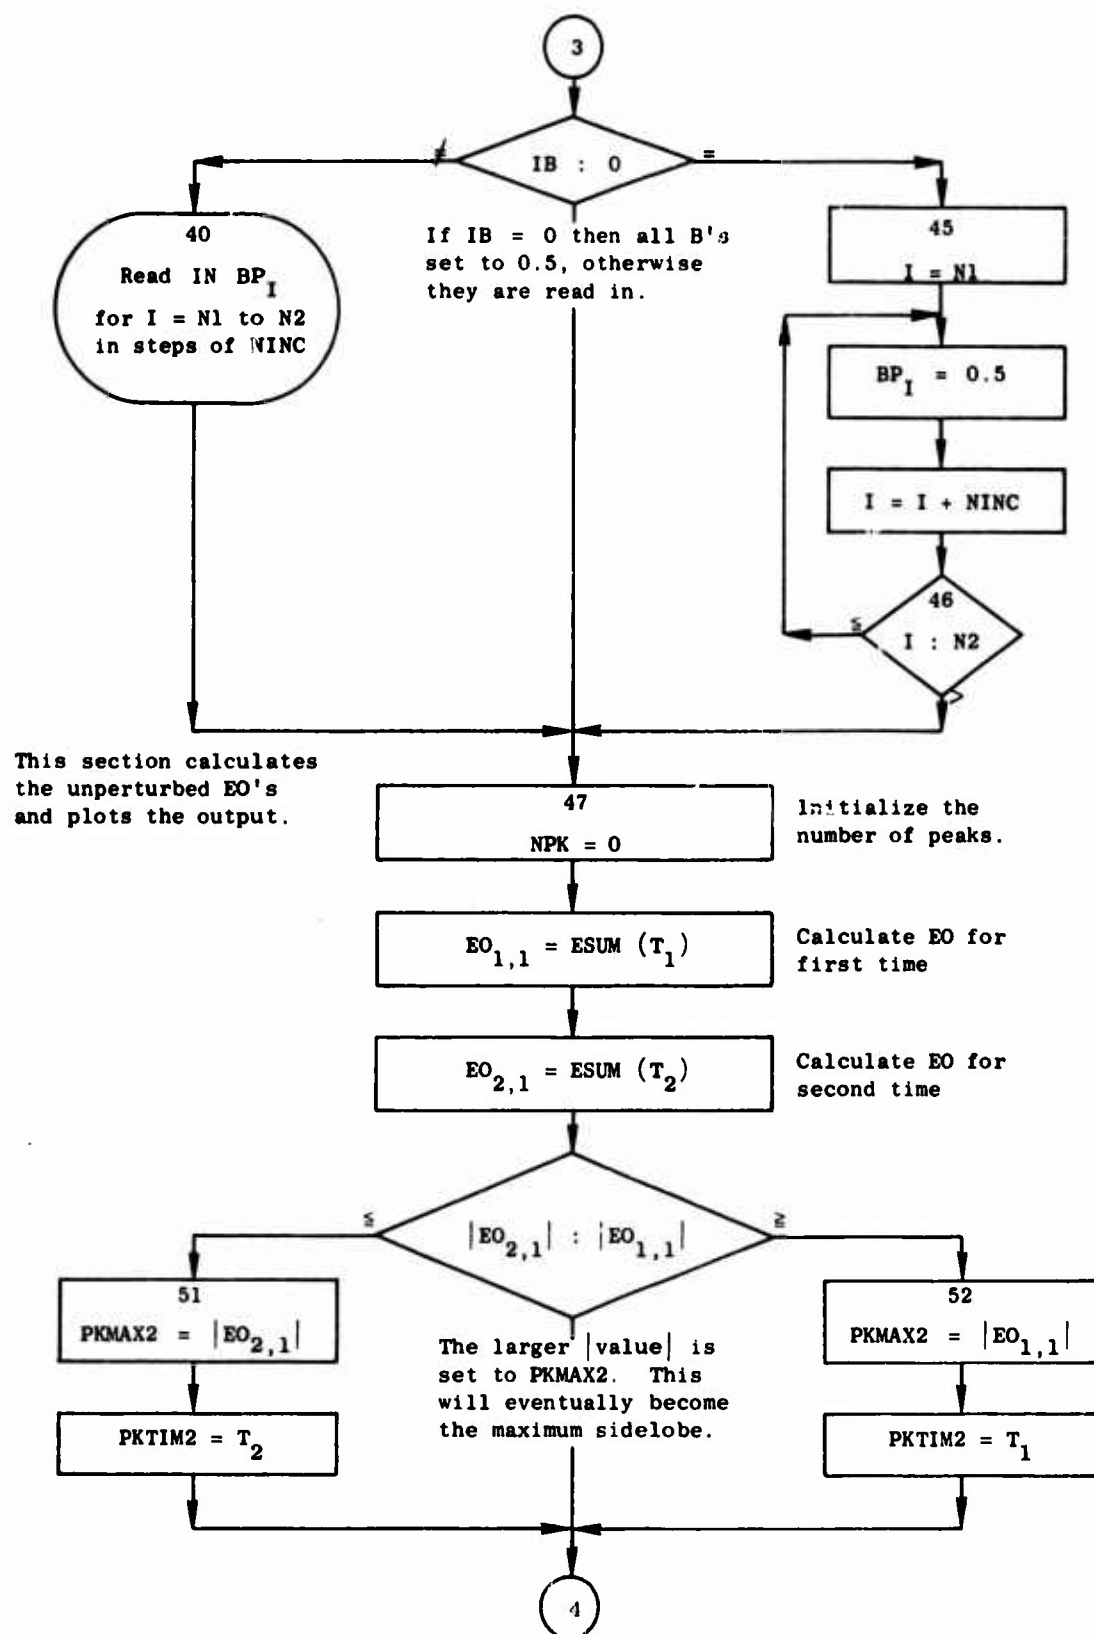 3
≠
IB : 0
=
If IB = 0 then all B's
set to 0.5, otherwise
they are read in.
40
Read IN BP_I
for I = N1 to N2
in steps of NINC
45
I = N1
BP_I = 0.5
I = I + NINC
46
≤
I : N2
>
This section calculates
the unperturbed EO's
and plots the output.
47
NPK = 0
Initialize the
number of peaks.
EO_1,1 = ESUM (T_1)
Calculate EO for
first time
EO_2,1 = ESUM (T_2)
Calculate EO for
second time
≤
|EO_2,1| : |EO_1,1|
≥
51
PKMAX2 = |EO_2,1|
PKTIM2 = T_2
The larger |value| is
set to PKMAX2. This
will eventually become
the maximum sidelobe.
52
PKMAX2 = |EO_1,1|
PKTIM2 = T_1
4